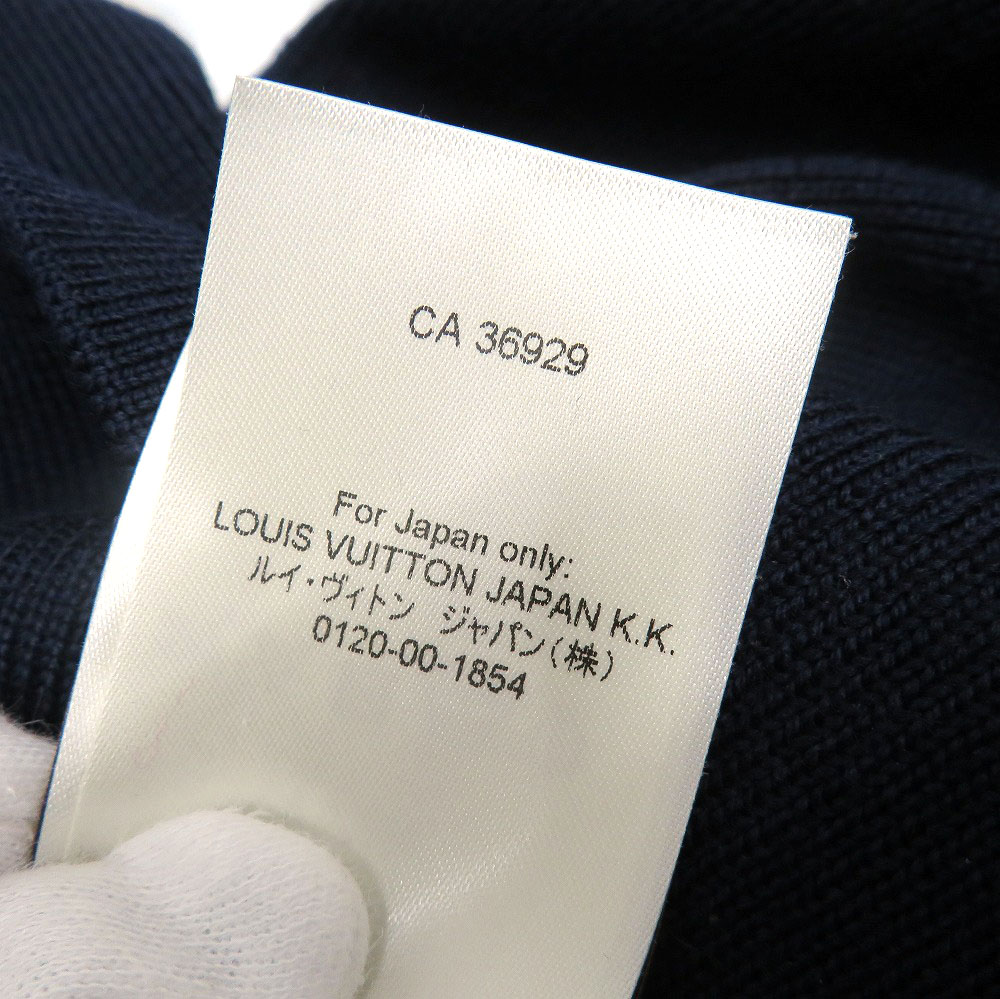 CA 36929
For Japan only:
LOUIS VUITTON JAPAN K.K.
ルイ・ヴィトン ジャパン(株)
0120-00-1854